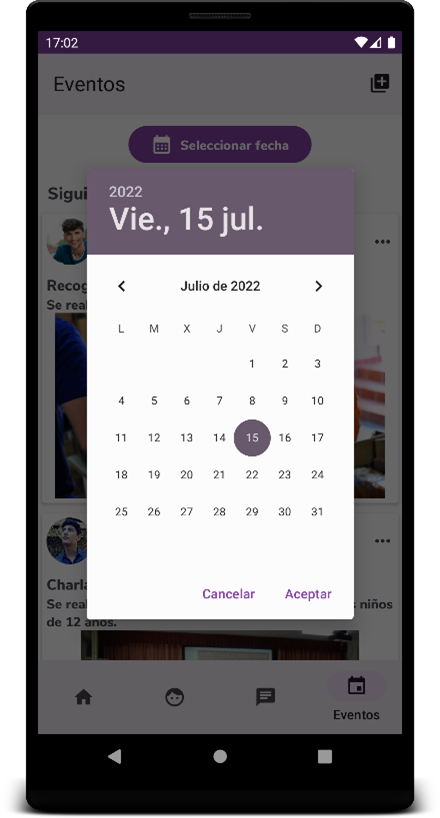 17:02
Eventos
Seleccionar fecha
Sigui
2022
Vie., 15 jul.
Recog
Se real
Julio de 2022
L M X J V S D
1 2 3
4 5 6 7 8 9 10
11 12 13 14 15 16 17
18 19 20 21 22 23 24
25 26 27 28 29 30 31
Charla
Se real
s niños
de 12 años.
Cancelar Aceptar
Eventos